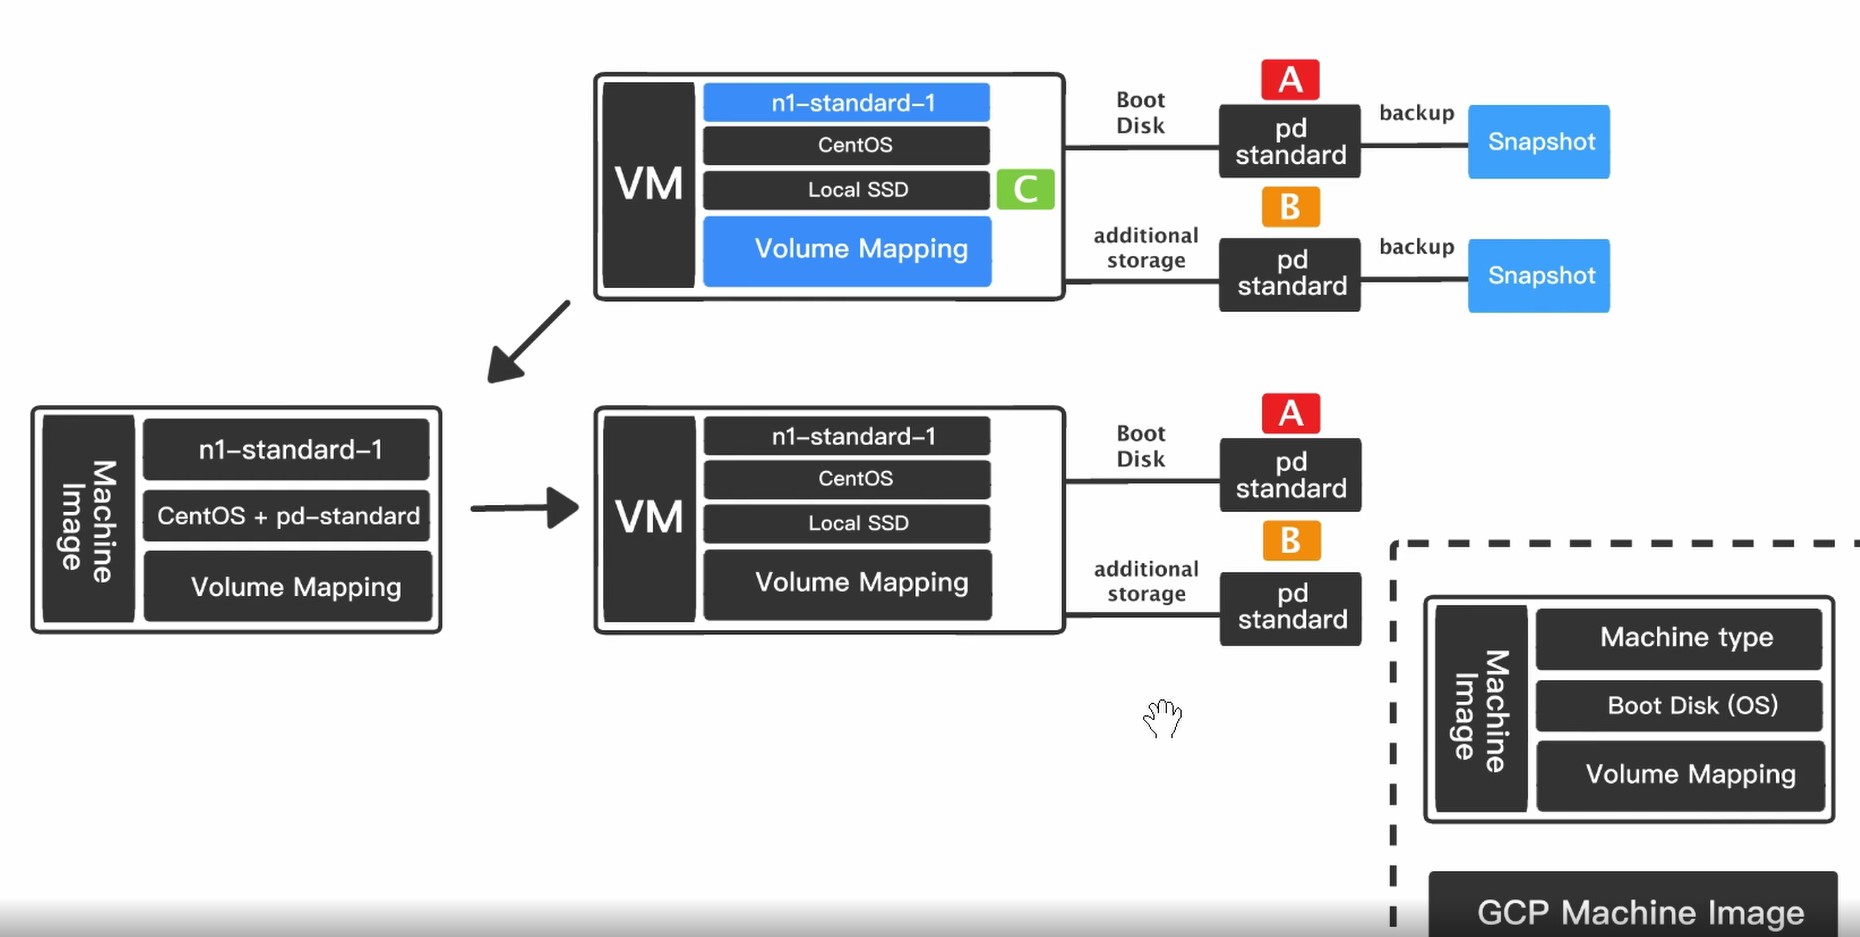 VM
n1-standard-1
CentOS
Local SSD
C
Volume Mapping
Boot
Disk
A
pd
standard
backup
Snapshot
additional
storage
B
pd
standard
backup
Snapshot
Machine
Image
n1-standard-1
CentOS + pd-standard
Volume Mapping
VM
n1-standard-1
CentOS
Local SSD
Volume Mapping
Boot
Disk
A
pd
standard
additional
storage
B
pd
standard
Machine
Image
Machine type
Boot Disk (OS)
Volume Mapping
GCP Machine Image